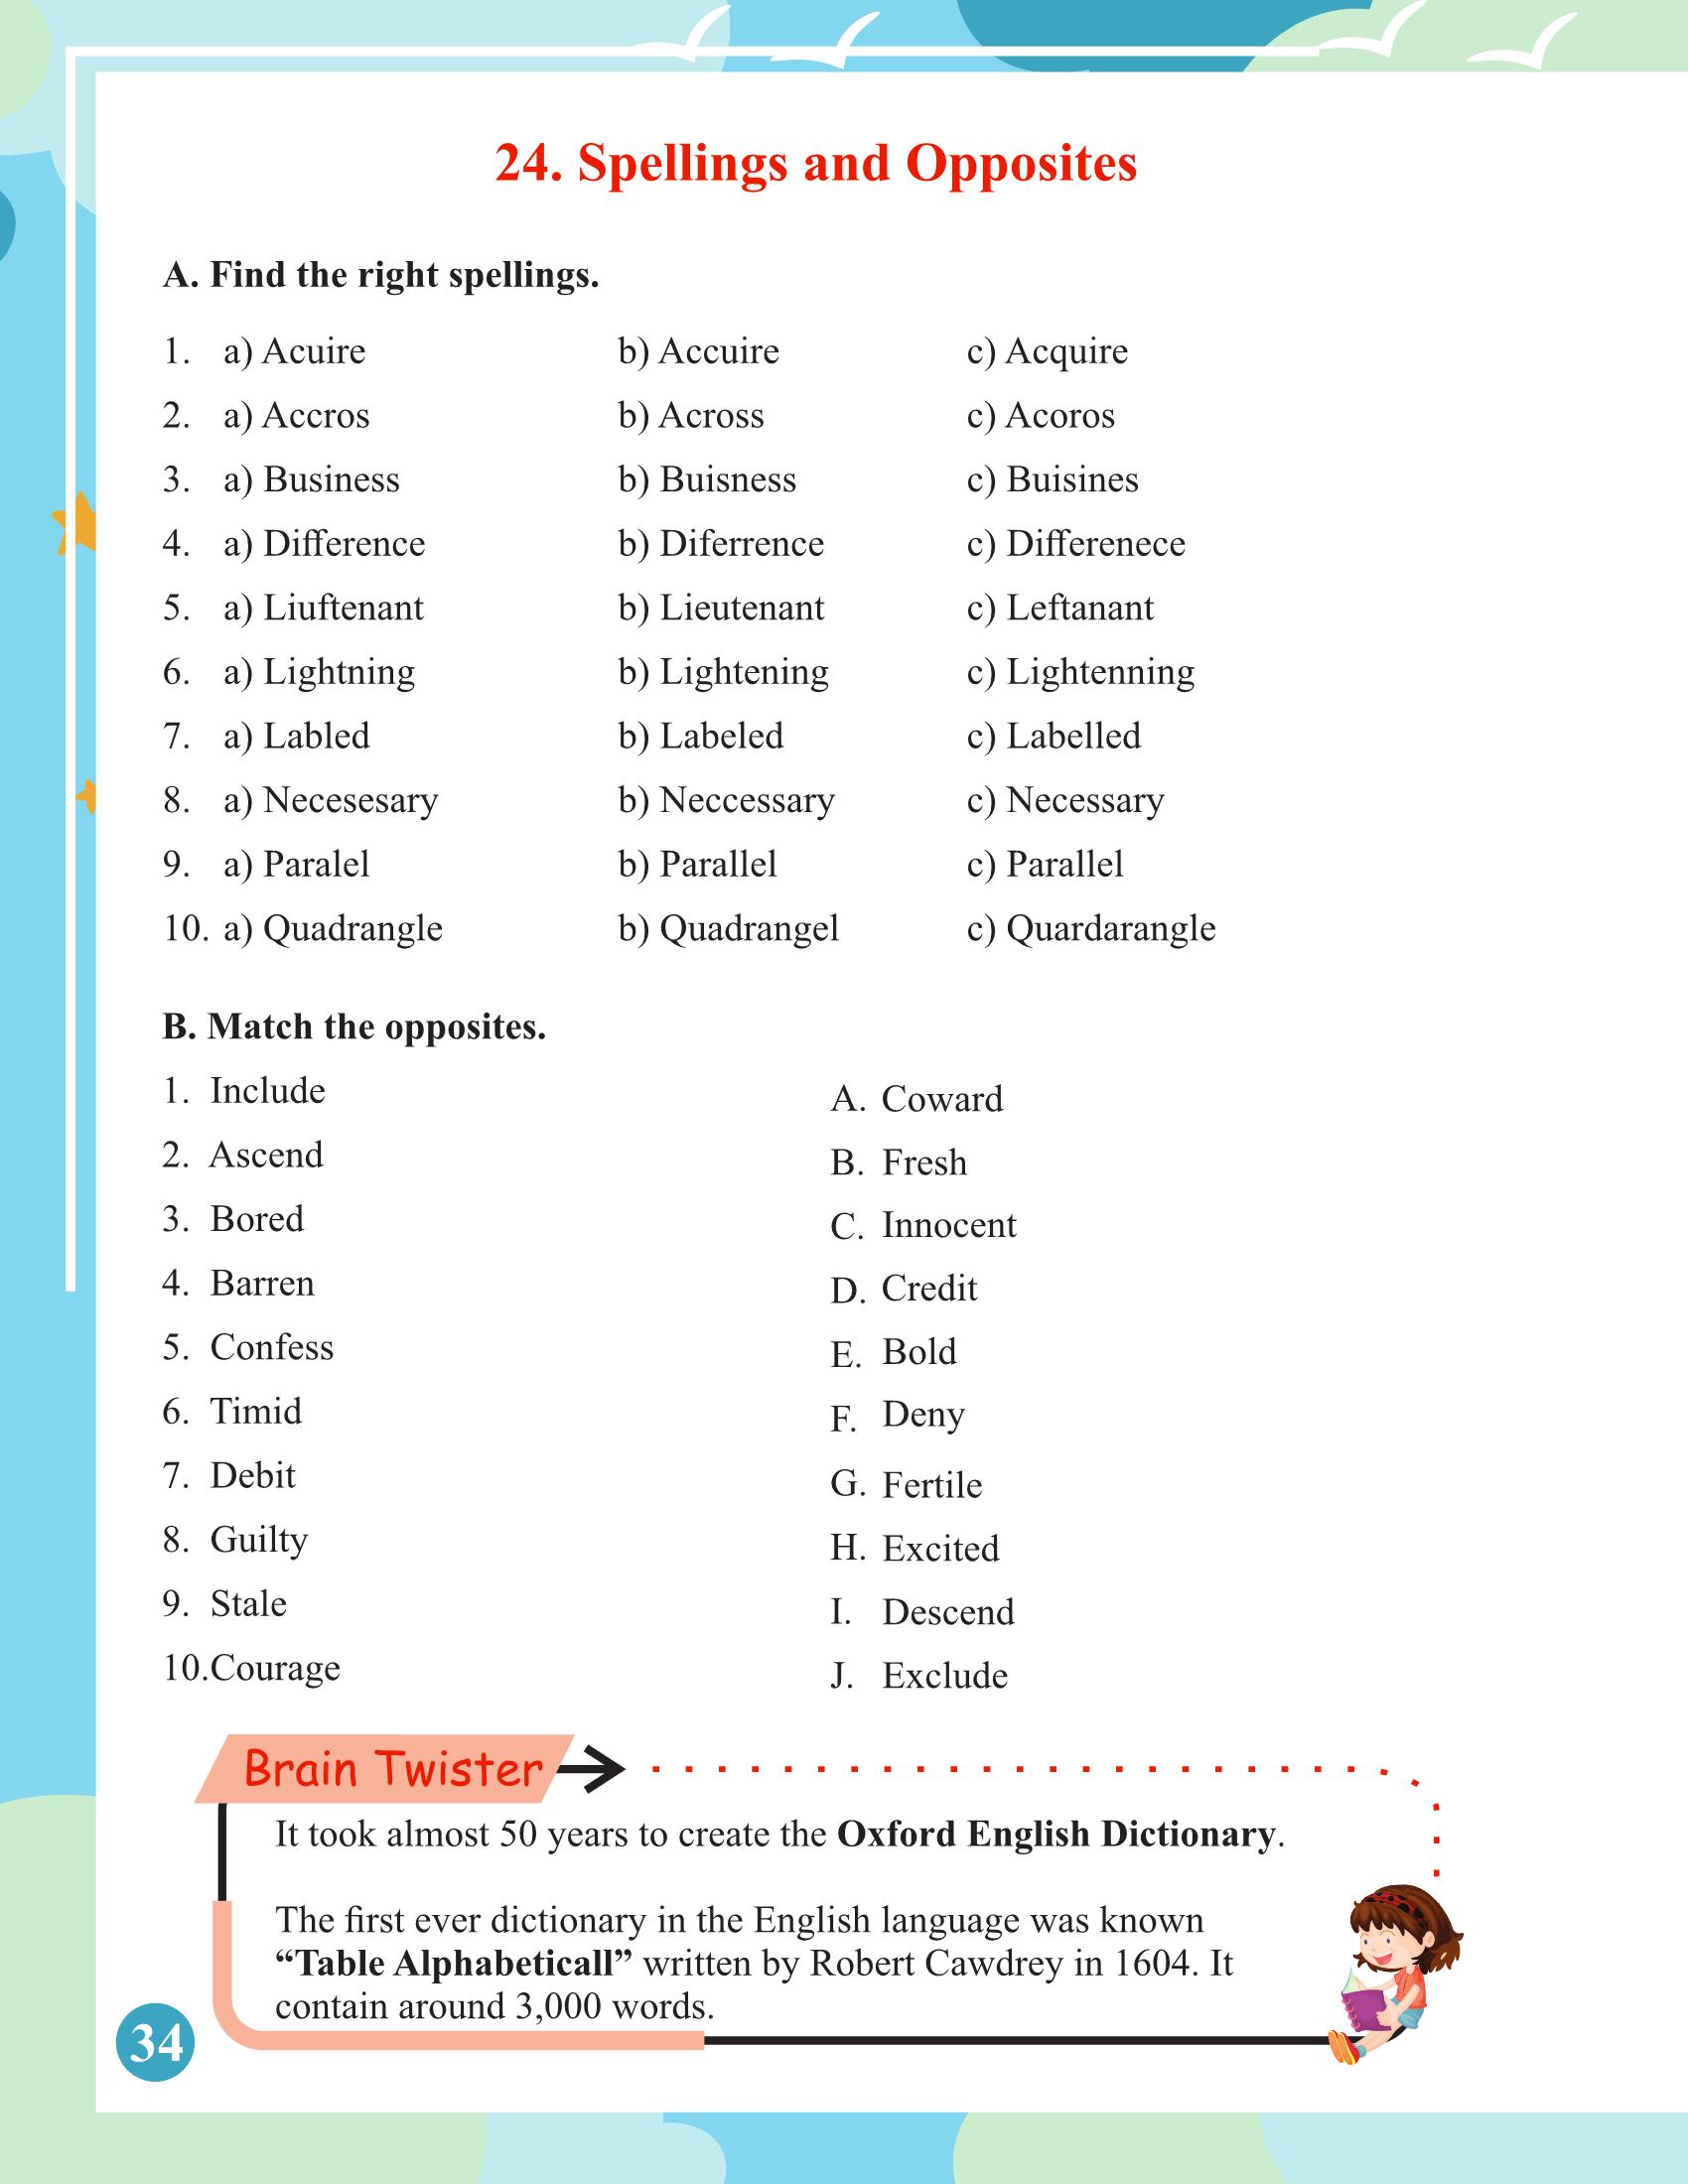 24. Spellings and Opposites
A. Find the right spellings.
1. a) Acuire b) Accuire c) Acquire
2. a) Accros b) Across c) Acoros
3. a) Business b) Buisness c) Buisines
4. a) Difference b) Diferrence c) Differenece
5. a) Liuftenant b) Lieutenant c) Leftanant
6. a) Lightning b) Lightening c) Lightenning
7. a) Labled b) Labeled c) Labelled
8. a) Necesesary b) Neccessary c) Necessary
9. a) Paralel b) Parallel c) Parallel
10. a) Quadrangle b) Quadrangel c) Quardarangle
B. Match the opposites.
1. Include A. Coward
2. Ascend B. Fresh
3. Bored C. Innocent
4. Barren D. Credit
5. Confess E. Bold
6. Timid F. Deny
7. Debit G. Fertile
8. Guilty H. Excited
9. Stale I. Descend
10.Courage J. Exclude
Brain Twister
It took almost 50 years to create the Oxford English Dictionary.
The first ever dictionary in the English language was known
“Table Alphabeticall” written by Robert Cawdrey in 1604. It
contain around 3,000 words.
34